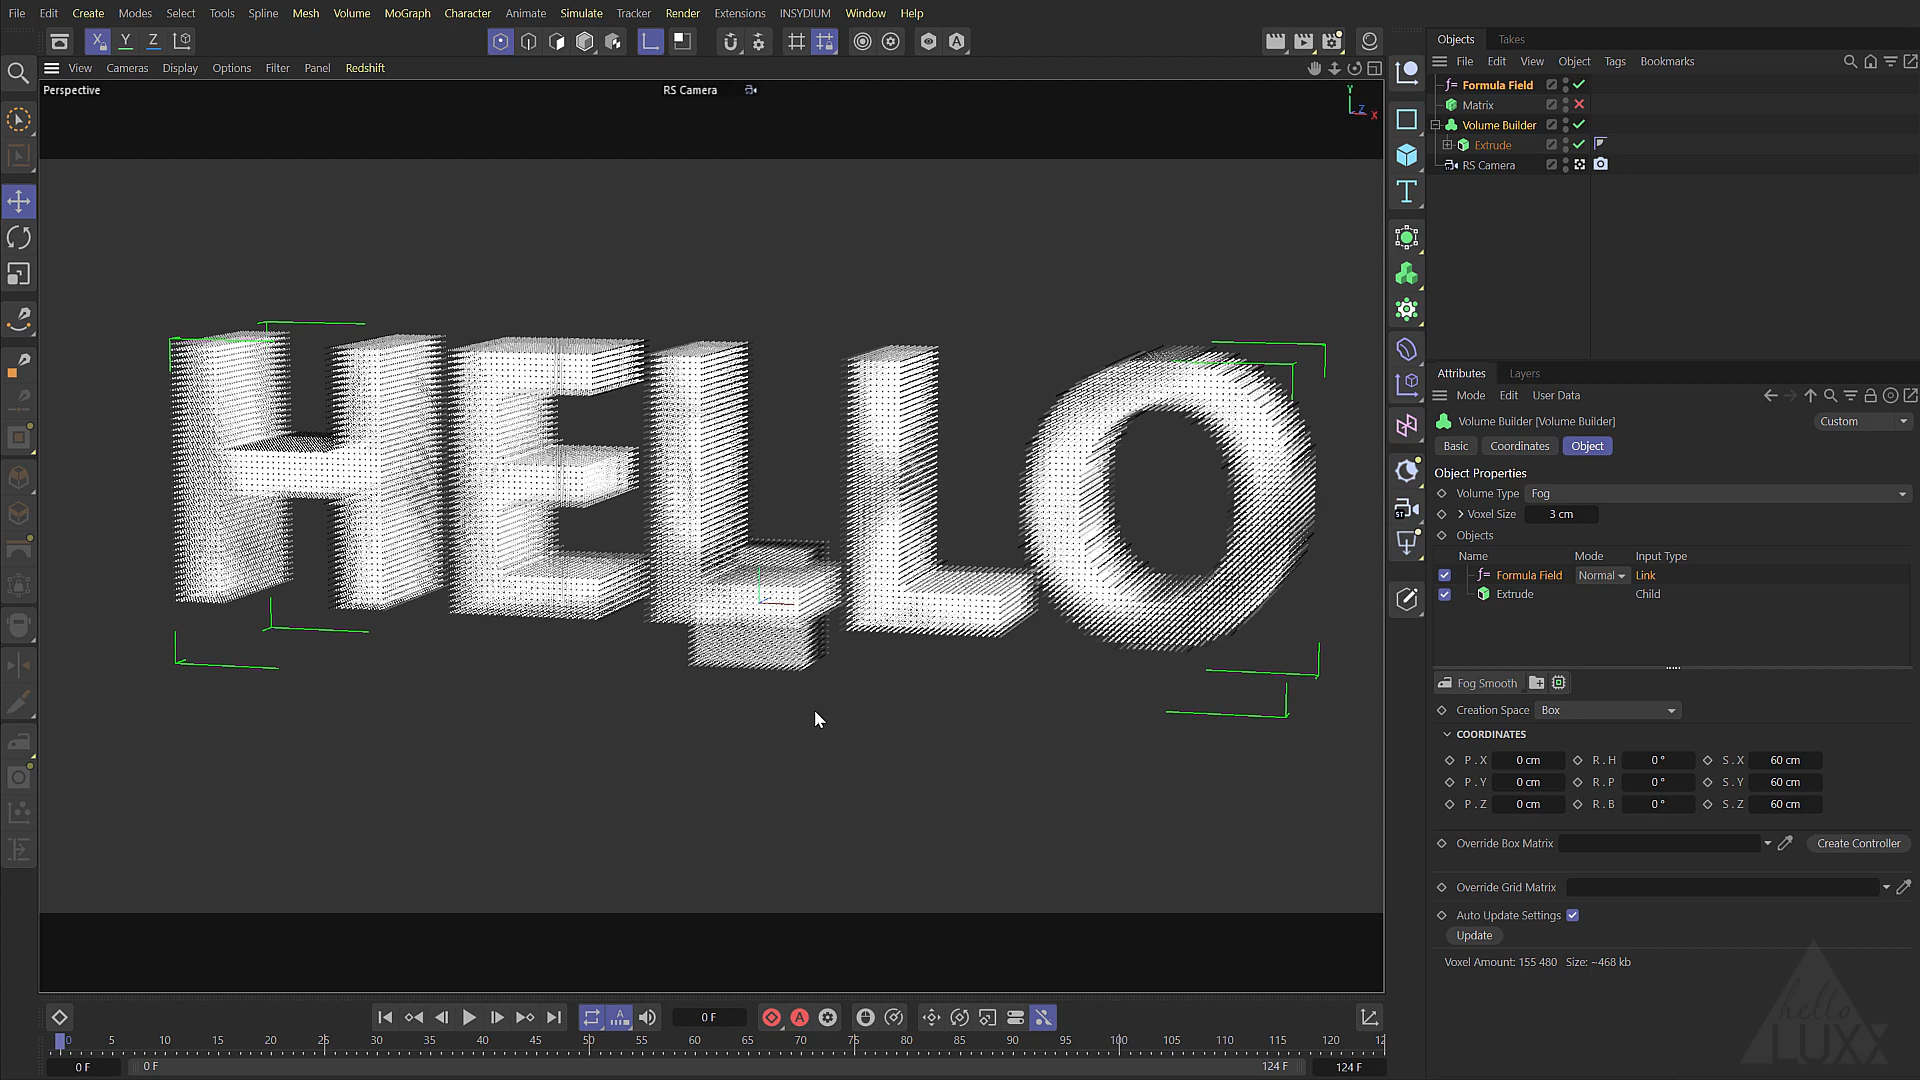 File Edit Create Modes Select Tools Spline Mesh Volume MoGraph Character Animate Simulate Tracker Render Extensions INSYDIUM Window Help
X Y Z
View Cameras Display Options Filter Panel Redshift
Perspective
RS Camera
Y
Z
X
HELLO
0 F
0 5 10 15 20 25 30 35 40 45 50 55 60 65 70 75 80 85 90 95 100 105 110 115 120 12
0 F
0 F
124 F
124 F
Objects Takes
File Edit View Object Tags Bookmarks
Formula Field
Matrix
Volume Builder
Extrude
RS Camera
Attributes Layers
Mode Edit User Data
Volume Builder [Volume Builder]
Custom
Basic Coordinates Object
Object Properties
Volume Type Fog
Voxel Size 3 cm
Objects
Name Mode Input Type
Formula Field Normal Link
Extrude Child
Fog Smooth
Creation Space Box
COORDINATES
P . X 0 cm R . H 0 ° S . X 60 cm
P . Y 0 cm R . P 0 ° S . Y 60 cm
P . Z 0 cm R . B 0 ° S . Z 60 cm
Override Box Matrix
Create Controller
Override Grid Matrix
Auto Update Settings
Update
Voxel Amount: 155 480 Size: ~468 kb
hello
LUXX